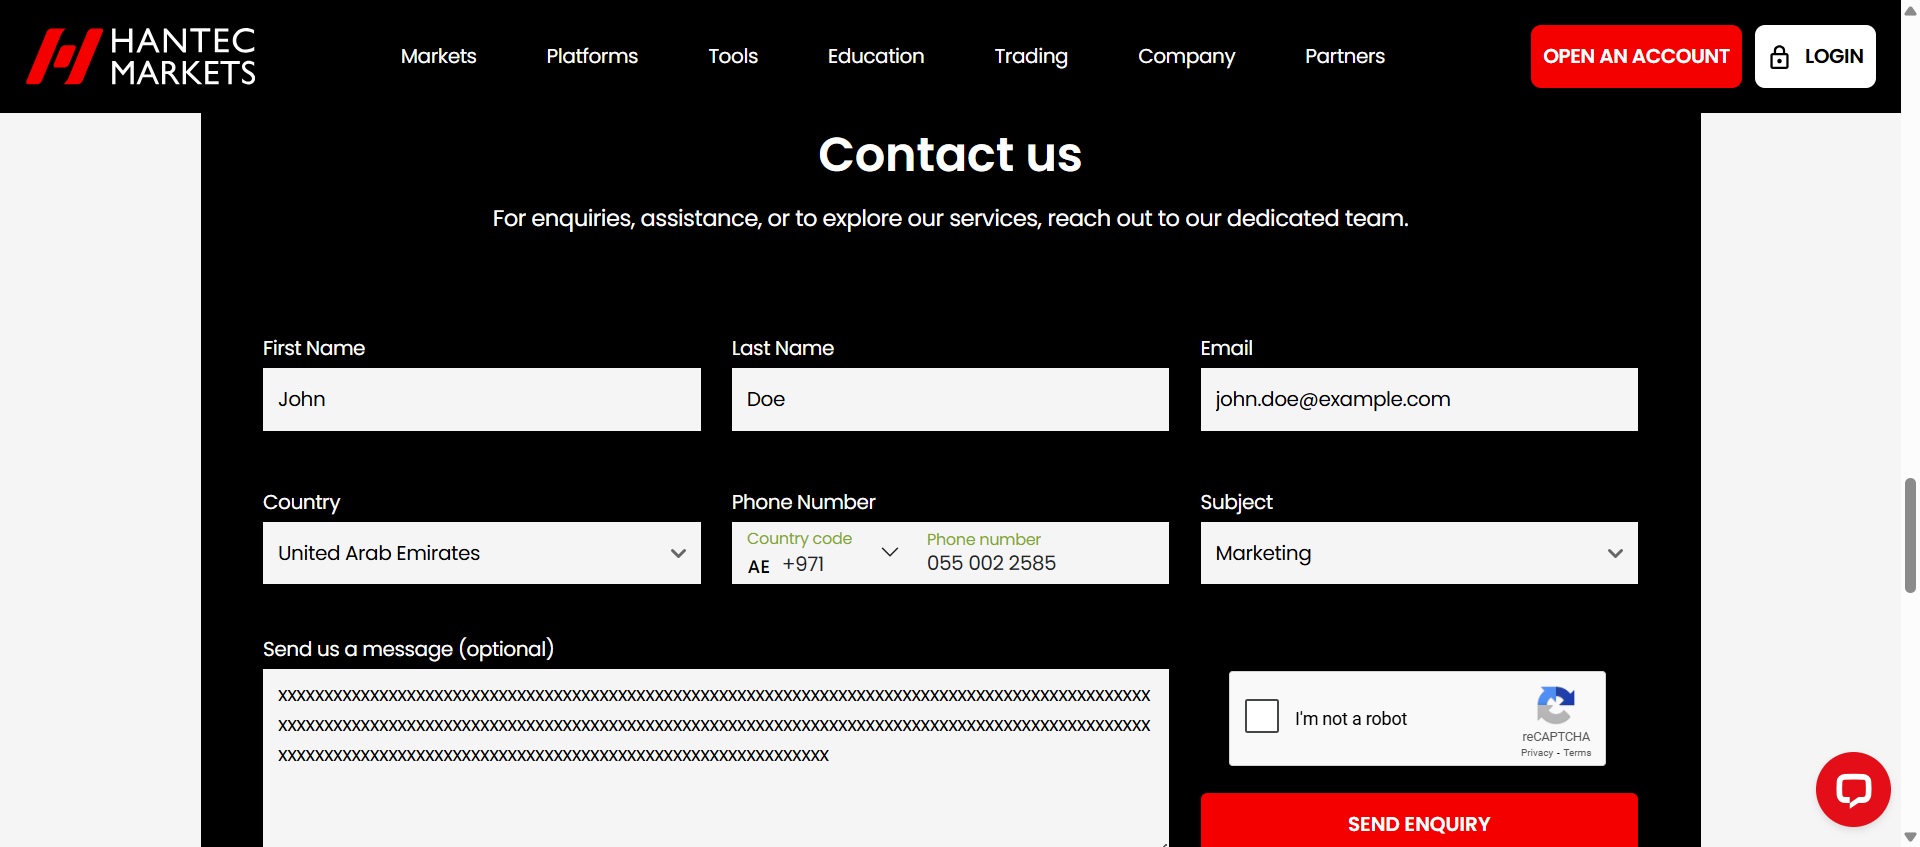 HANTEC
MARKETS
Markets
Platforms
Tools
Education
Trading
Company
Partners
OPEN AN ACCOUNT
LOGIN
Contact us
For enquiries, assistance, or to explore our services, reach out to our dedicated team.
First Name
Last Name
Email
John
Doe
john.doe@example.com
Country
Phone Number
Subject
United Arab Emirates
Country code
AE +971
Phone number
055 002 2585
Marketing
Send us a message (optional)
xxxxxxxxxxxxxxxxxxxxxxxxxxxxxxxxxxxxxxxxxxxxxxxxxxxxxxxxxxxxxxxxxxxxxxxxxxxxxxxxxxxxxxxxxxxxxxx
xxxxxxxxxxxxxxxxxxxxxxxxxxxxxxxxxxxxxxxxxxxxxxxxxxxxxxxxxxxxxxxxxxxxxxxxxxxxxxxxxxxxxxxxxxxxxxx
xxxxxxxxxxxxxxxxxxxxxxxxxxxxxxxxxxxxxxxxxxxxxxxxxxxxxxxxxxxx
I'm not a robot
reCAPTCHA
Privacy - Terms
SEND ENQUIRY